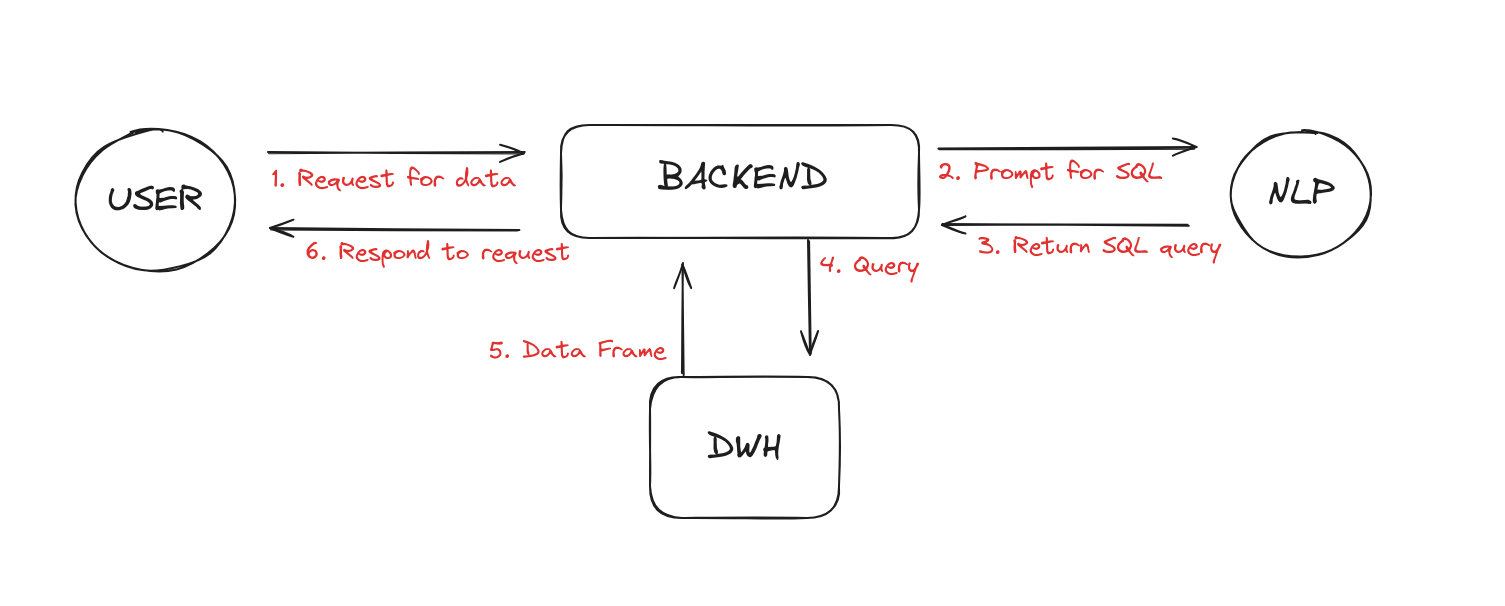 USER
1. Request for data
6. Respond to request
BACKEND
2. Prompt for SQL
3. Return SQL query
NLP
4. Query
5. Data Frame
DWH